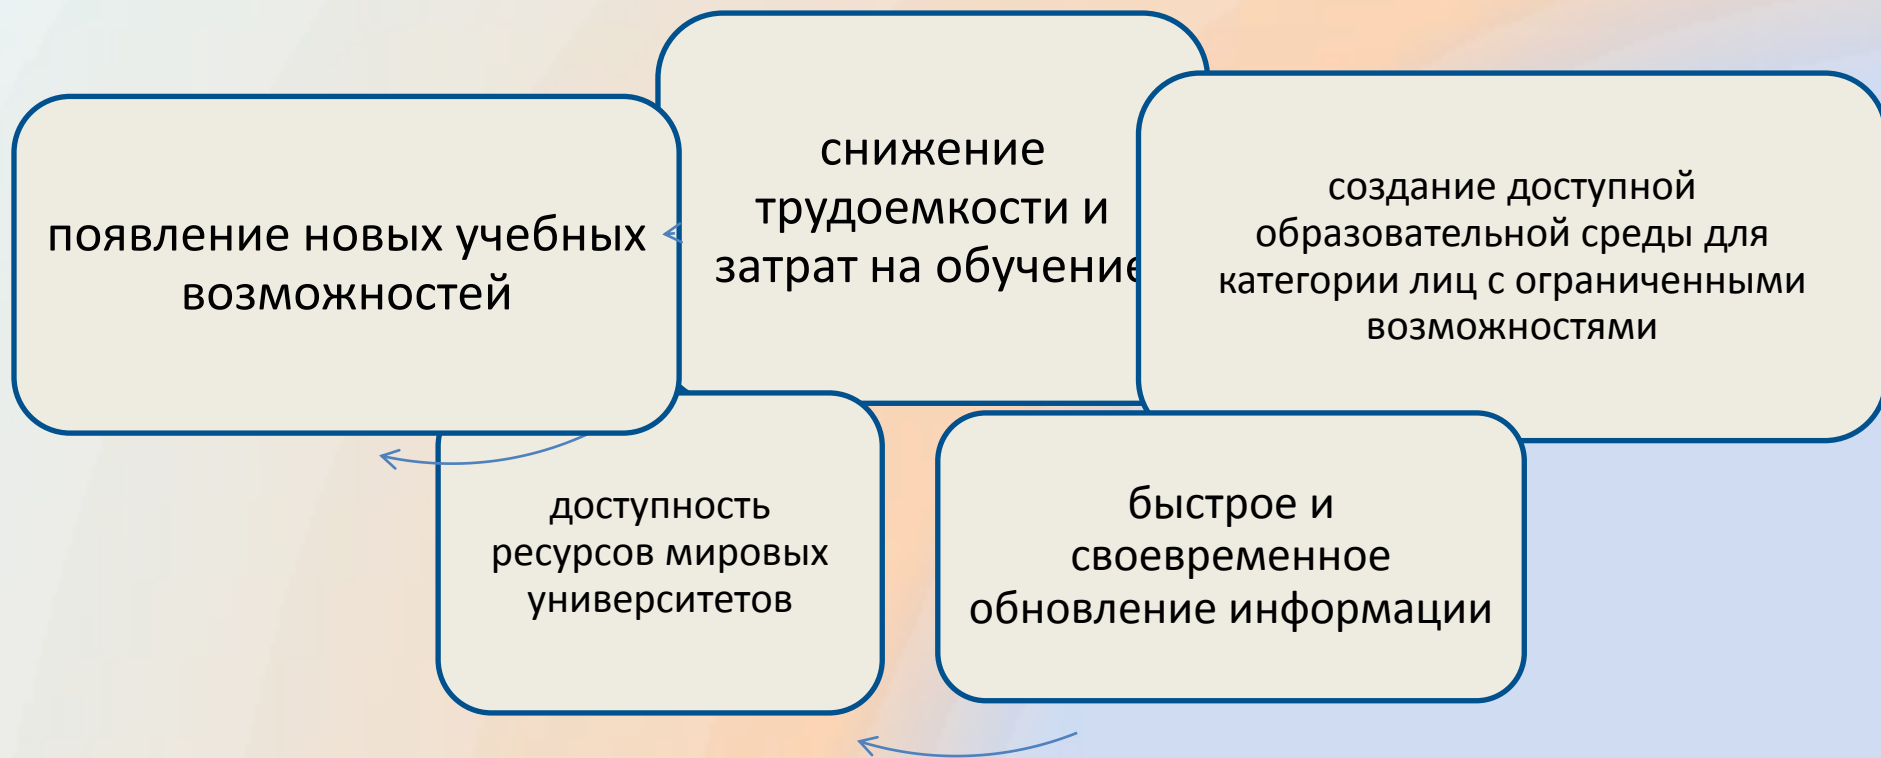 появление новых учебных
возможностей
снижение
трудоемкости и
затрат на обучение
создание доступной
образовательной среды для
категории лиц с ограниченными
возможностями
доступность
ресурсов мировых
университетов
быстрое и
своевременное
обновление информации